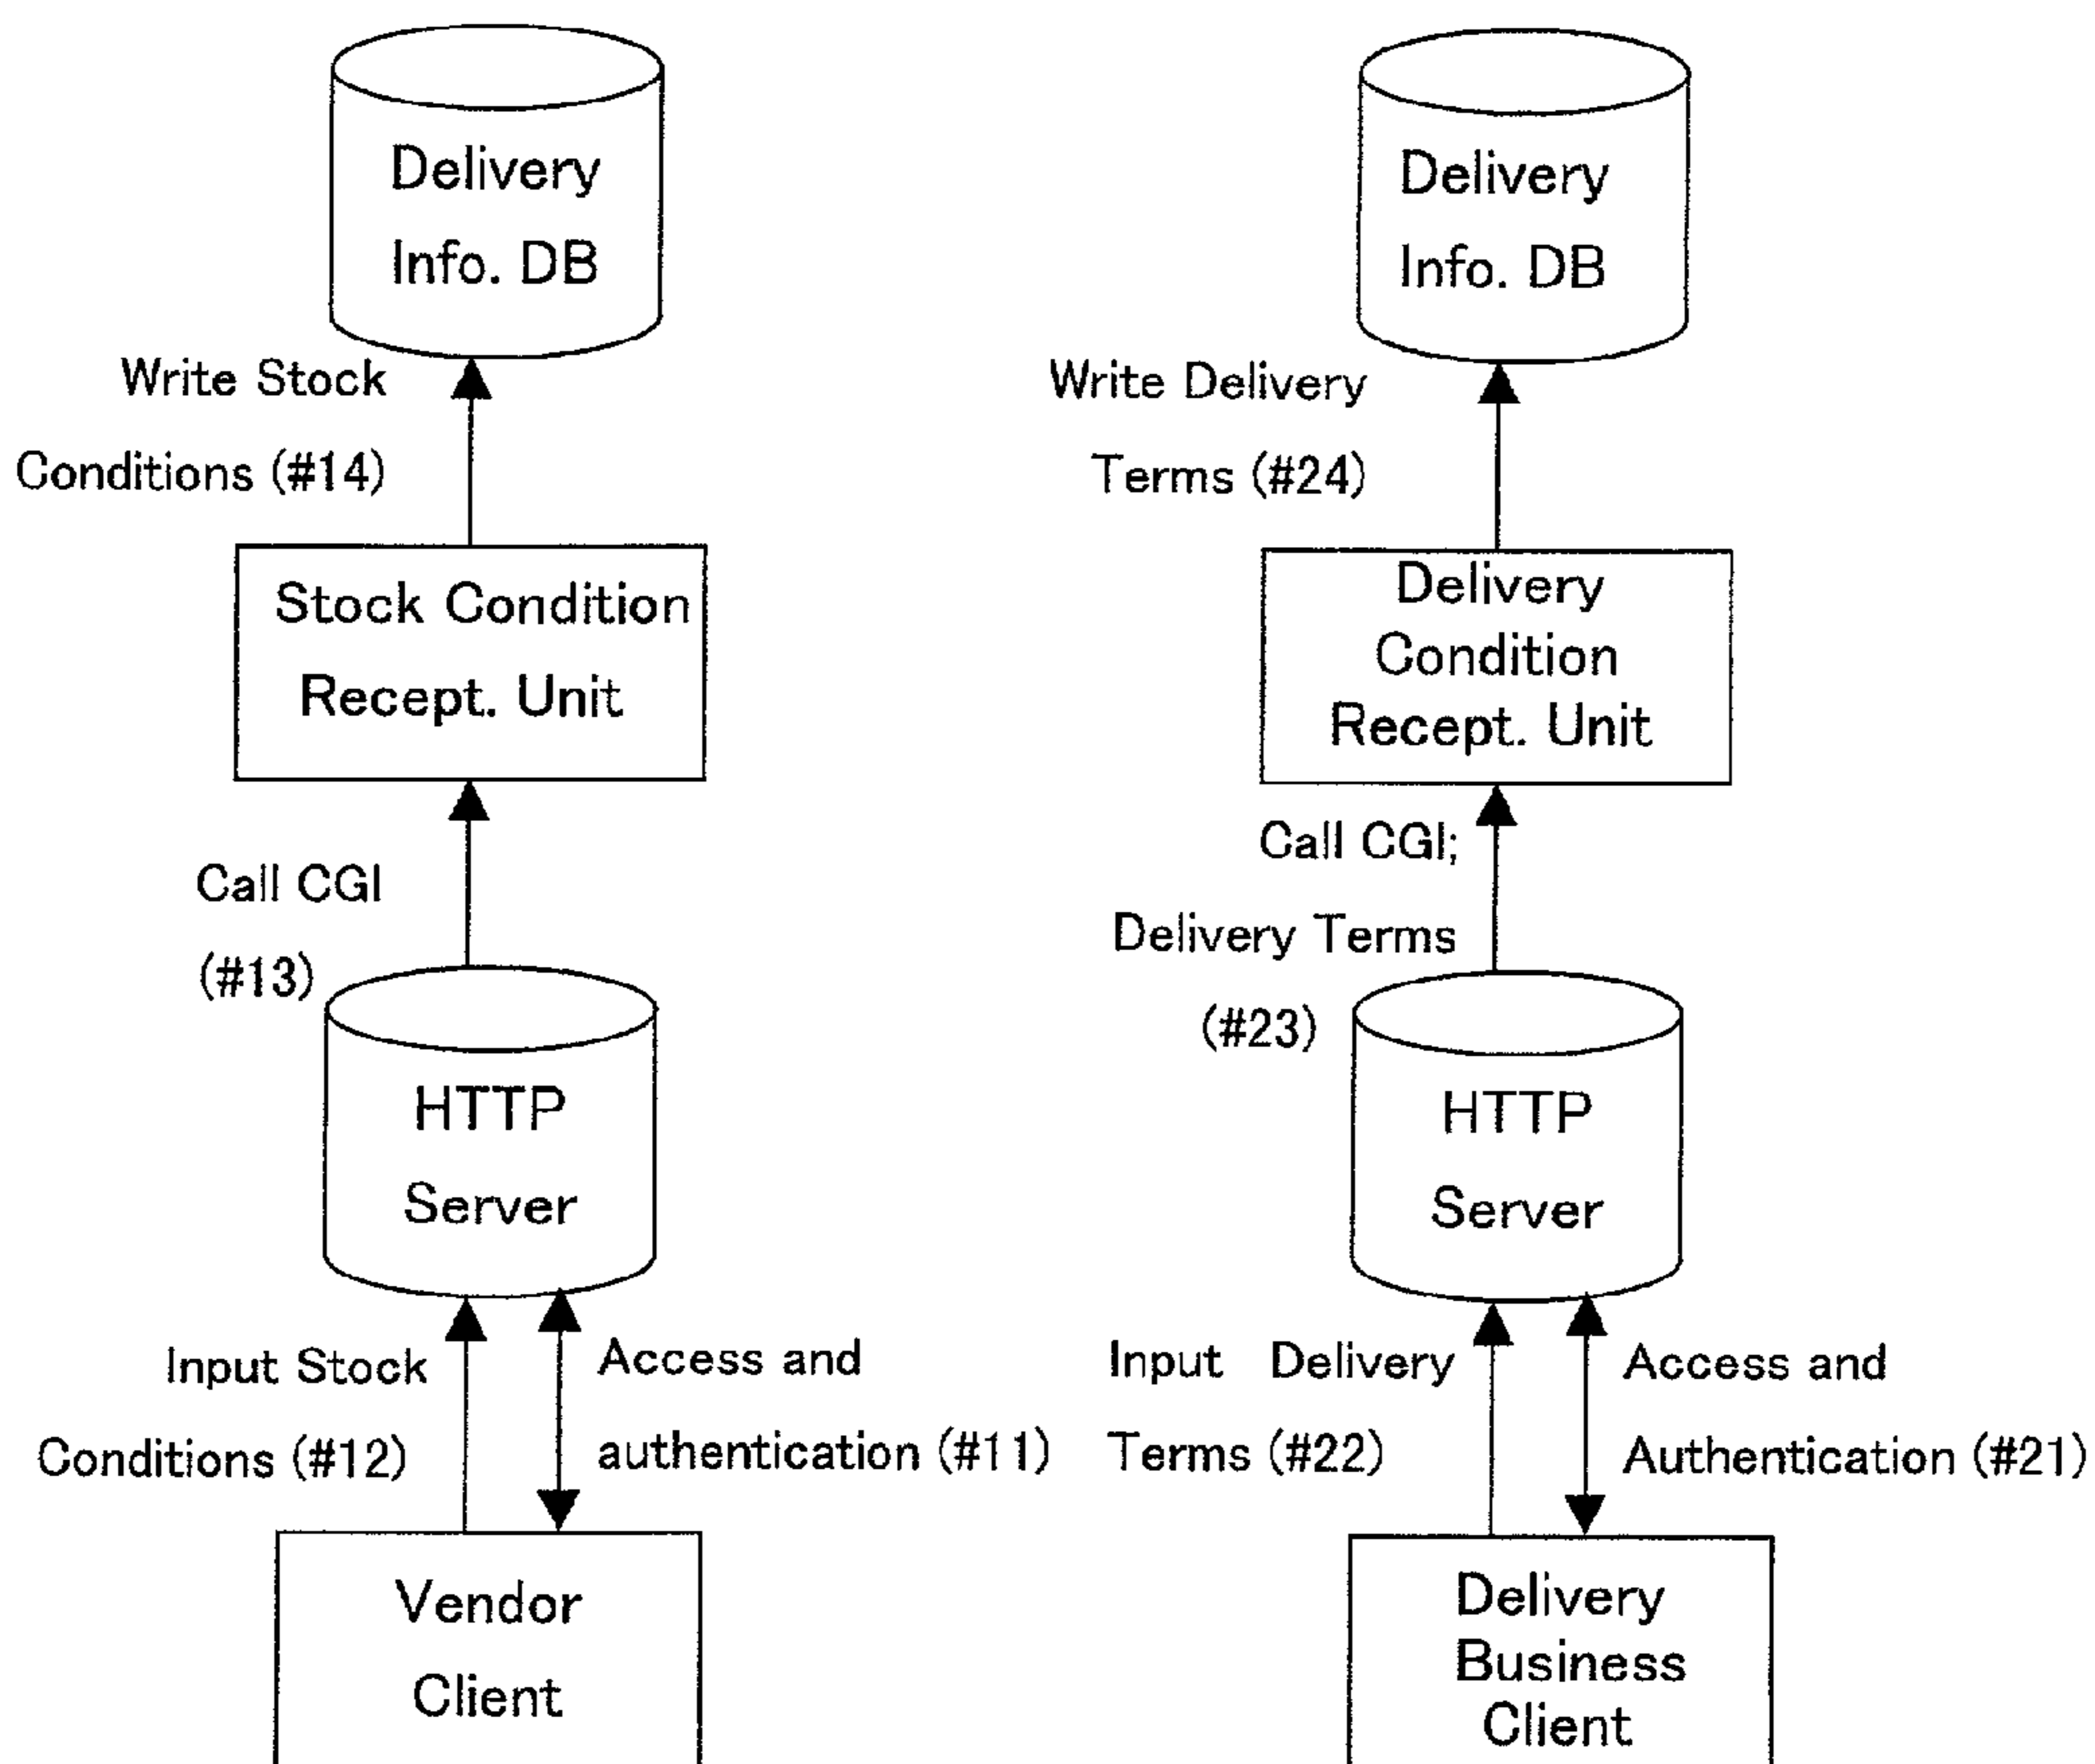 Delivery
Info. DB
Write Stock
Conditions (#14)
Stock Condition
Recept. Unit
Call CGI
(#13)
HTTP
Server
Input Stock
Conditions (#12)
Access and
authentication (#11)
Vendor
Client
Delivery
Info. DB
Write Delivery
Terms (#24)
Delivery
Condition
Recept. Unit
Call CGI;
Delivery Terms
(#23)
HTTP
Server
Input Delivery
Terms (#22)
Access and
Authentication (#21)
Delivery
Business
Client